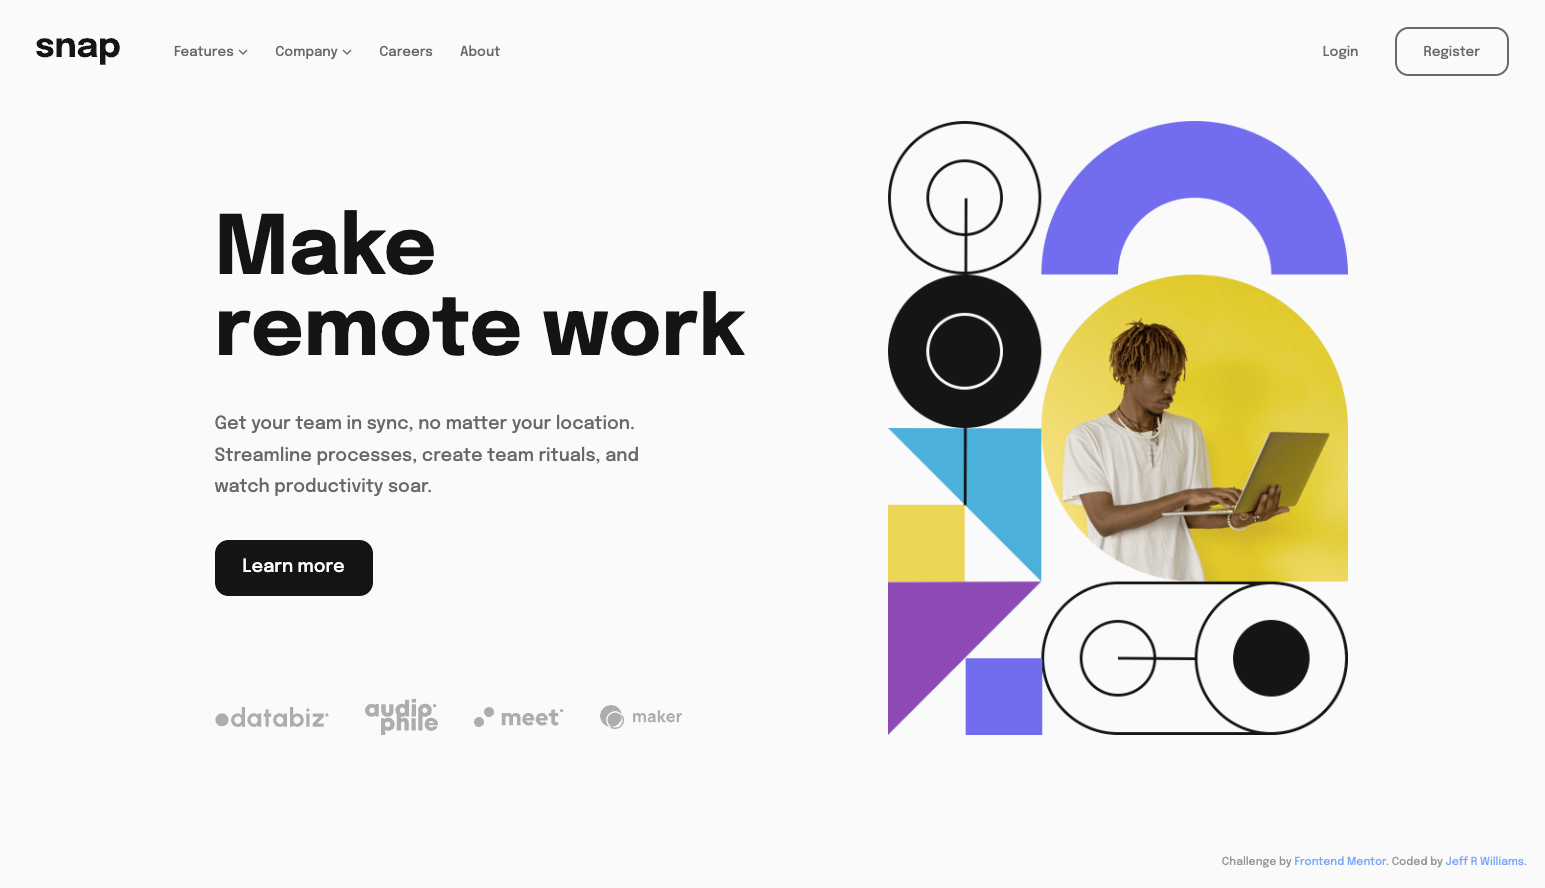 snap
Features
Company
Careers
About
Login
Register
Make
remote work
Get your team in sync, no matter your location.
Streamline processes, create team rituals, and
watch productivity soar.
Learn more
databiz
audio
phile
meet
maker
Challenge by Frontend Mentor. Coded by Jeff R Williams.